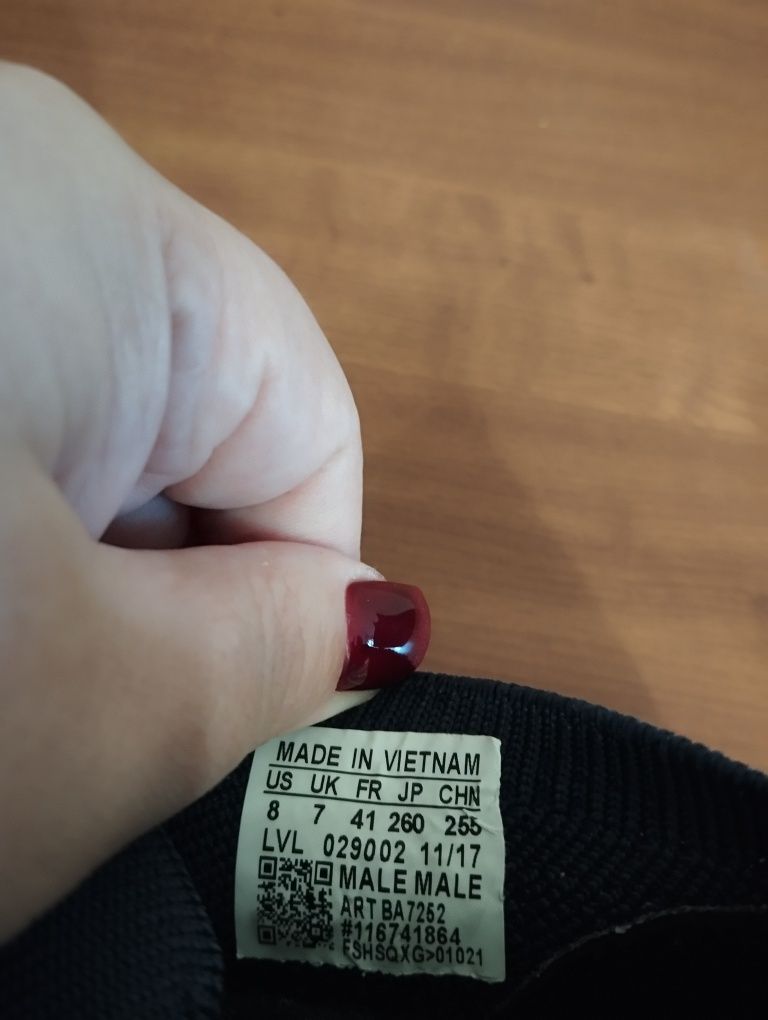 MADE IN VIETNAM
US UK FR JP CHN
8 7 41 260 255
LVL 029002 11/17
MALE MALE
ART BA7252
#116741864
FSHSQXG>01021